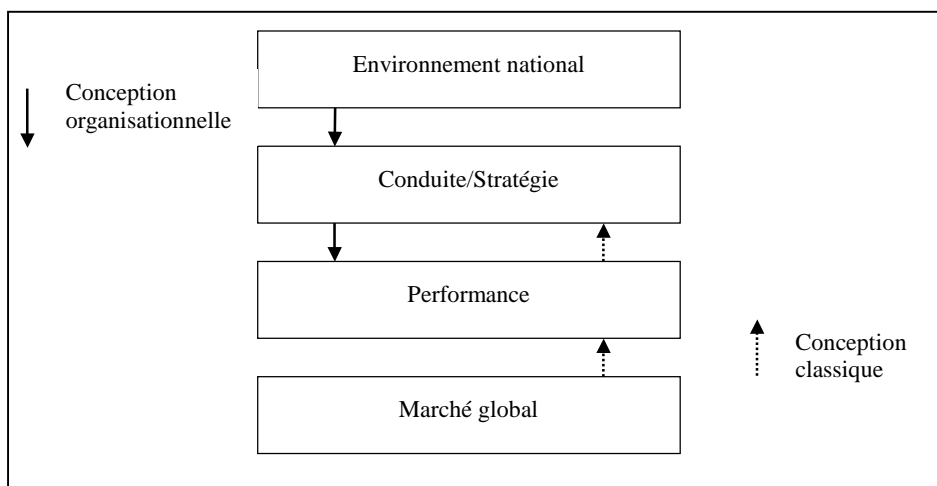 Environnement national
Conception
organisationnelle
Conduite/Stratégie
Performance
Conception
classique
Marché global